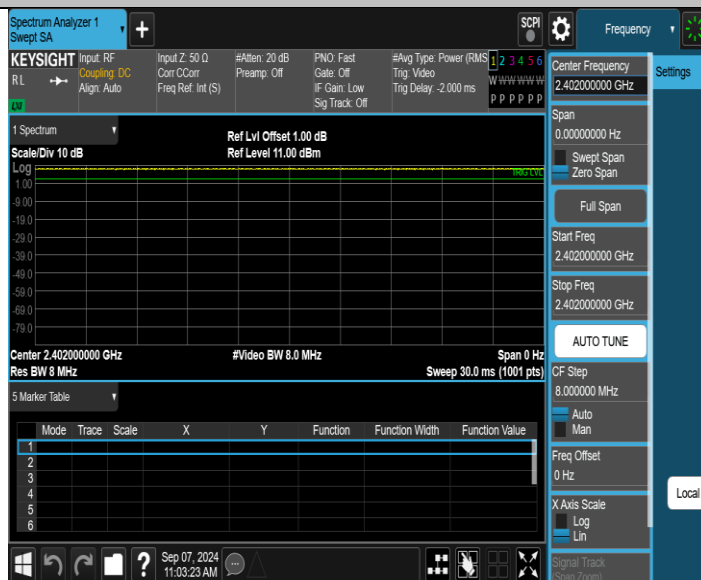 Spectrum Analyzer 1
Swept SA
SCPI
Frequency
KEYSIGHT
RL
LXI
Input: RF
Coupling: DC
Align: Auto
Input Z: 50 Ω
Corr CCorr
Freq Ref: Int (S)
#Atten: 20 dB
Preamp: Off
PNO: Fast
Gate: Off
IF Gain: Low
Sig Track: Off
#Avg Type: Power (RMS
Trig: Video
Trig Delay: -2.000 ms
1 2 3 4 5 6
W W W W W W
P P P P P P
1 Spectrum
Scale/Div 10 dB
Ref Lvl Offset 1.00 dB
Ref Level 11.00 dBm
Log
TRIG LVL
1.00
-9.00
-19.0
-29.0
-39.0
-49.0
-59.0
-69.0
-79.0
Center 2.402000000 GHz
#Video BW 8.0 MHz
Span 0 Hz
Res BW 8 MHz
Sweep 30.0 ms (1001 pts)
5 Marker Table
Mode Trace Scale X Y Function Function Width Function Value
1
2
3
4
5
6
?
Sep 07, 2024
11:03:23 AM
Center Frequency
2.402000000 GHz
Span
0.00000000 Hz
Swept Span
Zero Span
Full Span
Start Freq
2.402000000 GHz
Stop Freq
2.402000000 GHz
AUTO TUNE
CF Step
8.000000 MHz
Auto
Man
Freq Offset
0 Hz
X Axis Scale
Log
Lin
Signal Track
(Span Zoom)
Settings
Local